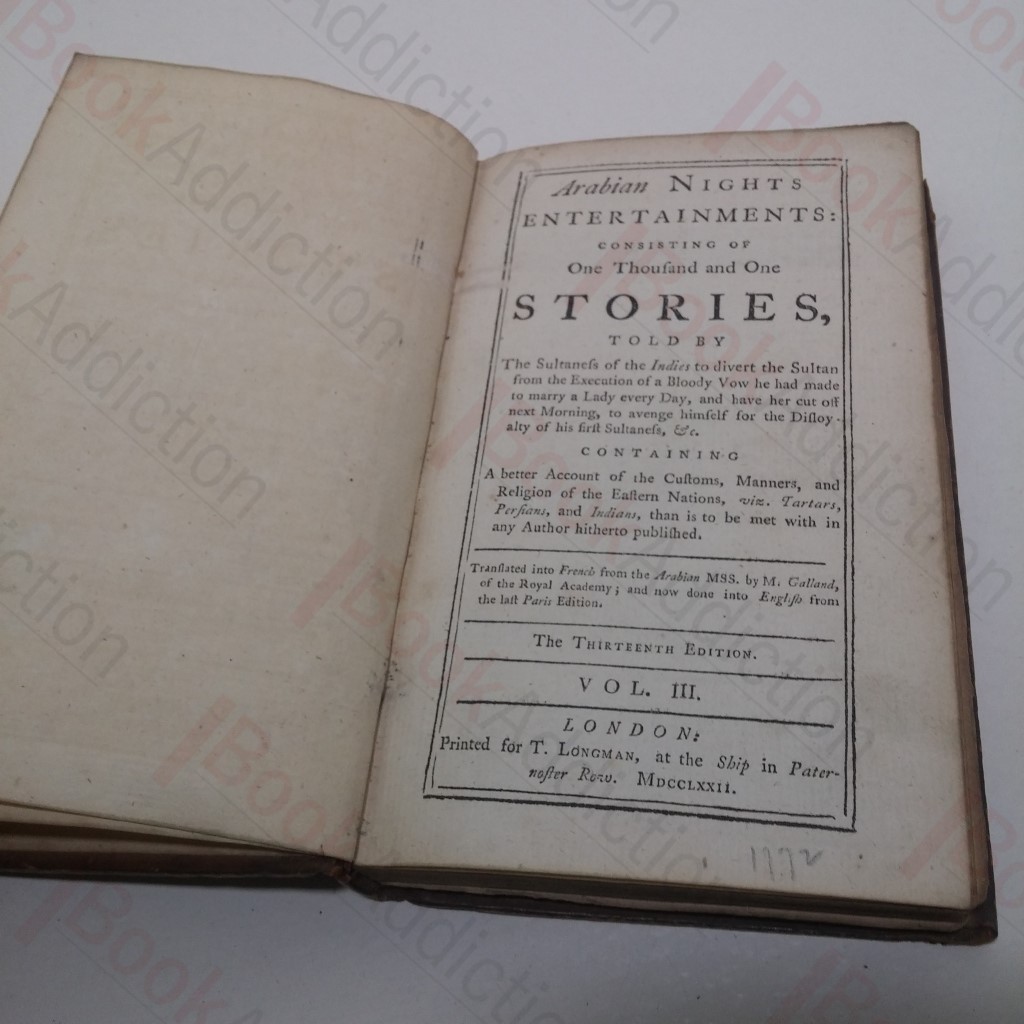 Arabian NIGHTS
ENTERTAINMENTS:
CONSISTING OF
One Thouſand and One
STORIES,
TOLD BY
The Sultaneſs of the Indies to divert the Sultan
from the Execution of a Bloody Vow he had made
to marry a Lady every Day, and have her cut off
next Morning, to avenge himſelf for the Diſloy-
alty of his firſt Sultaneſs, &c.
CONTAINING
A better Account of the Cuſtoms, Manners, and
Religion of the Eaſtern Nations, viz. Tartars,
Perſians, and Indians, than is to be met with in
any Author hitherto publiſhed.
Tranſlated into French from the Arabian MSS. by M. Galland,
of the Royal Academy; and now done into Engliſh from
the laſt Paris Edition.
The THIRTEENTH EDITION.
VOL. III.
LONDON:
Printed for T. LONGMAN, at the Ship in Pater-
noſter Row. MDCCLXXII.
1772
BookAddiction